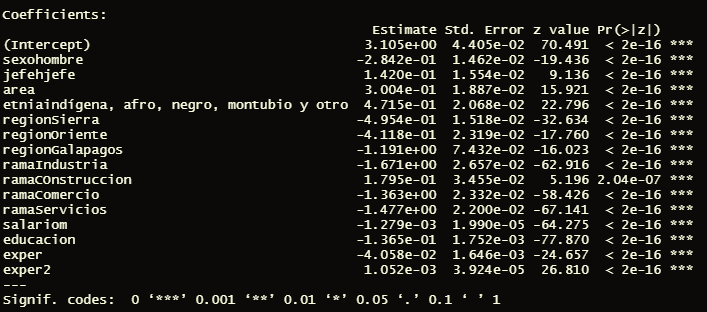 Coefficients:
                                             Estimate Std. Error z value Pr(>|z|)
(Intercept)                                 3.105e+00  4.405e-02  70.491  < 2e-16 ***
sexohombre                                 -2.842e-01  1.462e-02 -19.436  < 2e-16 ***
jefehjefe                                   1.420e-01  1.554e-02   9.136  < 2e-16 ***
area                                        3.004e-01  1.887e-02  15.921  < 2e-16 ***
etniaindígena, afro, negro, montubio y otro  4.715e-01  2.068e-02  22.796  < 2e-16 ***
regionSierra                               -4.954e-01  1.518e-02 -32.634  < 2e-16 ***
regionOriente                              -4.118e-01  2.319e-02 -17.760  < 2e-16 ***
regionGalapagos                            -1.191e+00  7.432e-02 -16.023  < 2e-16 ***
ramaIndustria                              -1.671e+00  2.657e-02 -62.916  < 2e-16 ***
ramaCOnstruccion                            1.795e-01  3.455e-02   5.196 2.04e-07 ***
ramaComercio                               -1.363e+00  2.332e-02 -58.426  < 2e-16 ***
ramaServicios                              -1.477e+00  2.200e-02 -67.141  < 2e-16 ***
salariom                                   -1.279e-03  1.990e-05 -64.275  < 2e-16 ***
educacion                                  -1.365e-01  1.752e-03 -77.870  < 2e-16 ***
exper                                      -4.058e-02  1.646e-03 -24.657  < 2e-16 ***
exper2                                      1.052e-03  3.924e-05  26.810  < 2e-16 ***
---
Signif. codes:  0 ‘***’ 0.001 ‘**’ 0.01 ‘*’ 0.05 ‘.’ 0.1 ‘ ’ 1